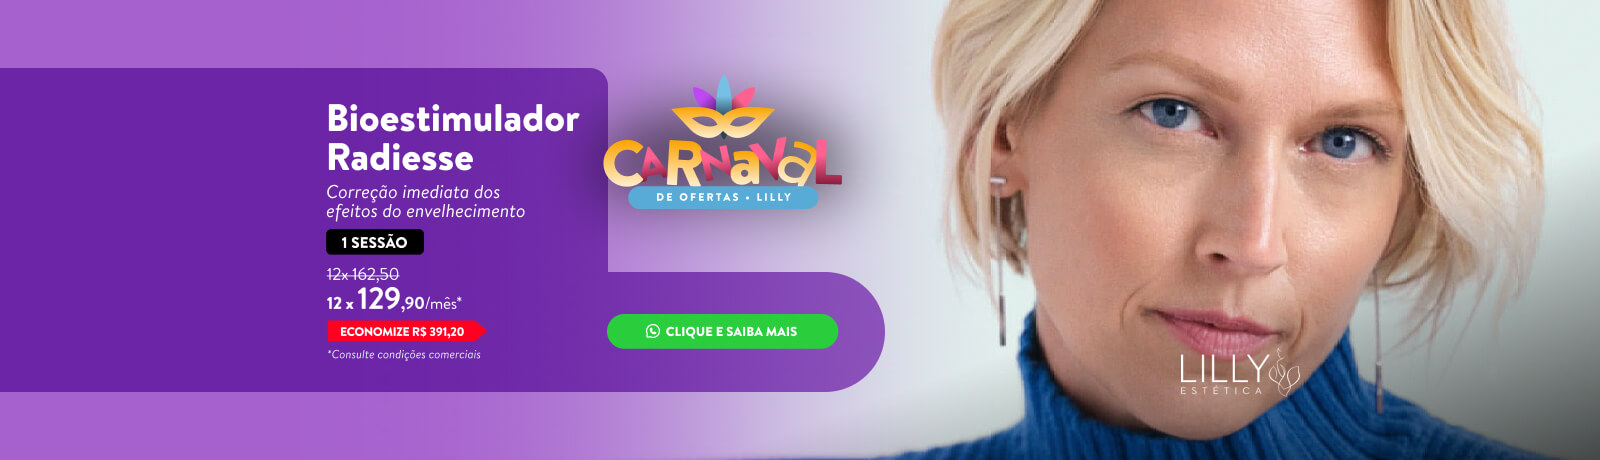 Bioestimulador
Radiesse
Correção imediata dos
efeitos do envelhecimento
1 SESSÃO
12x 162,50
12 x 129,90/mês*
ECONOMIZE R$ 391,20
*Consulte condições comerciais
CARNAVAL
DE OFERTAS • LILLY
CLIQUE E SAIBA MAIS
LILLY
ESTÉTICA